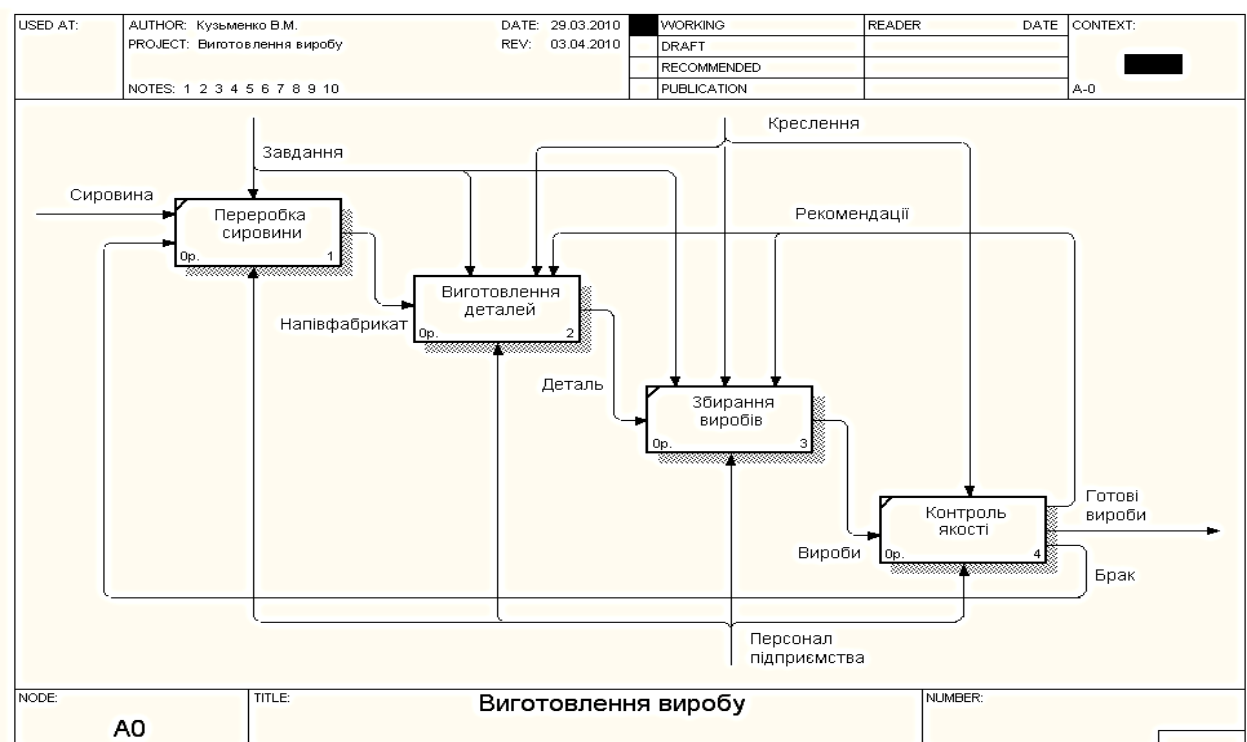 USED AT:
AUTHOR: Кузьменко В.М.
DATE: 29.03.2010
WORKING
READER
DATE
CONTEXT:
PROJECT: Виготовлення виробу
REV: 03.04.2010
DRAFT
RECOMMENDED
NOTES: 1 2 3 4 5 6 7 8 9 10
PUBLICATION
A-0
Креслення
Завдання
Сировина
Переробка
сировини
0р.
1
Рекомендації
Виготовлення
деталей
0р.
2
Напівфабрикат
Деталь
Збирання
виробів
0р.
3
Готові
вироби
Контроль
якості
0р.
4
Вироби
Брак
Персонал
підприємства
NODE:
A0
TITLE:
Виготовлення виробу
NUMBER: